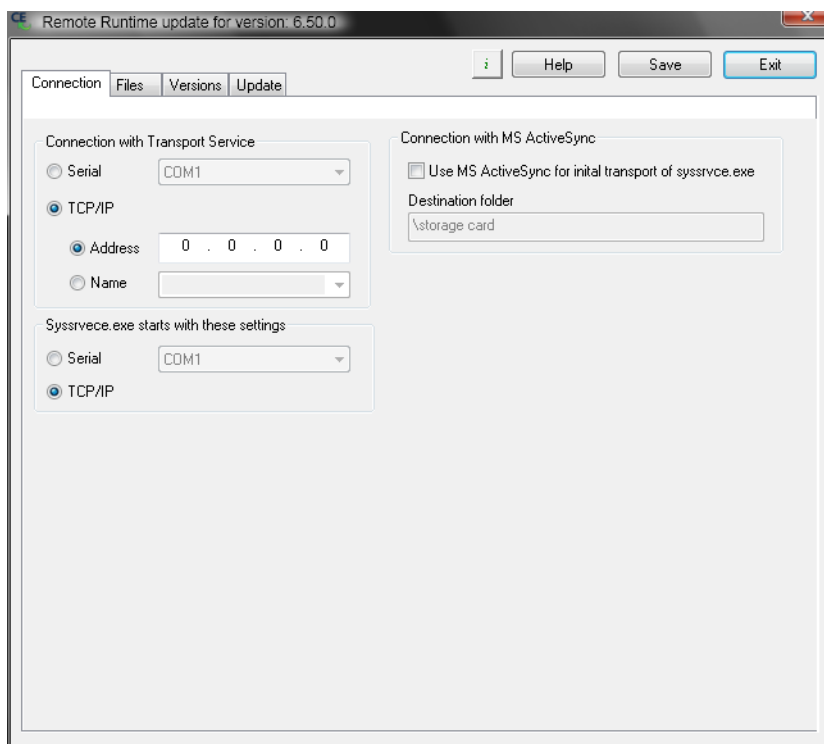 CE Remote Runtime update for version: 6.50.0
x
i Help Save Exit
Connection Files Versions Update
Connection with Transport Service
Serial COM1
TCP/IP
Address 0 . 0 . 0 . 0
Name
Syssrvece.exe starts with these settings
Serial COM1
TCP/IP
Connection with MS ActiveSync
Use MS ActiveSync for inital transport of syssrvce.exe
Destination folder
\storage card